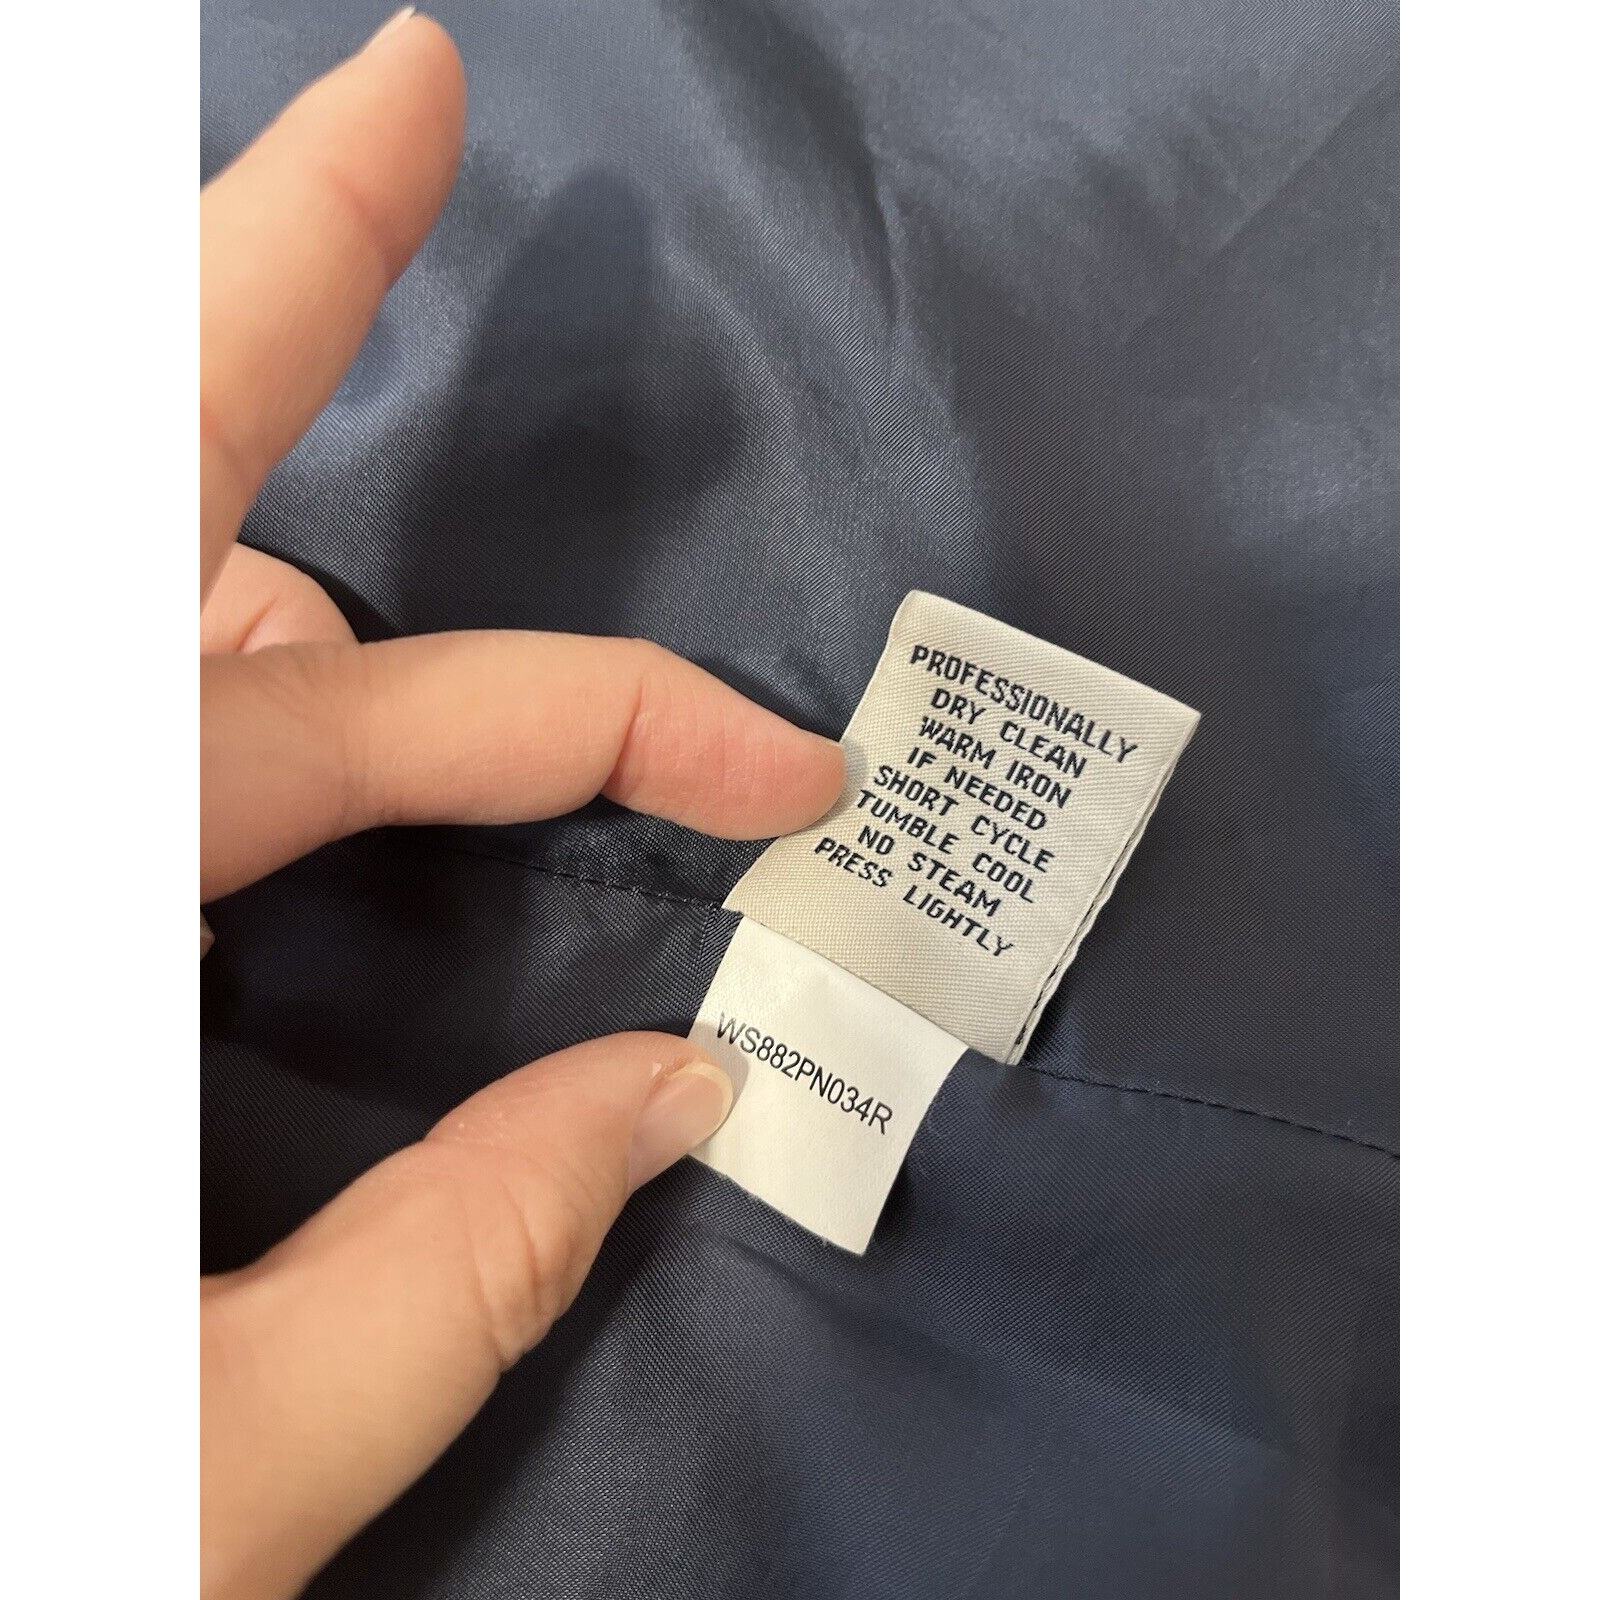 PROFESSIONALLY
DRY CLEAN
WARM IRON
IF NEEDED
SHORT CYCLE
TUMBLE COOL
NO STEAM
PRESS LIGHTLY
WS882PN034R